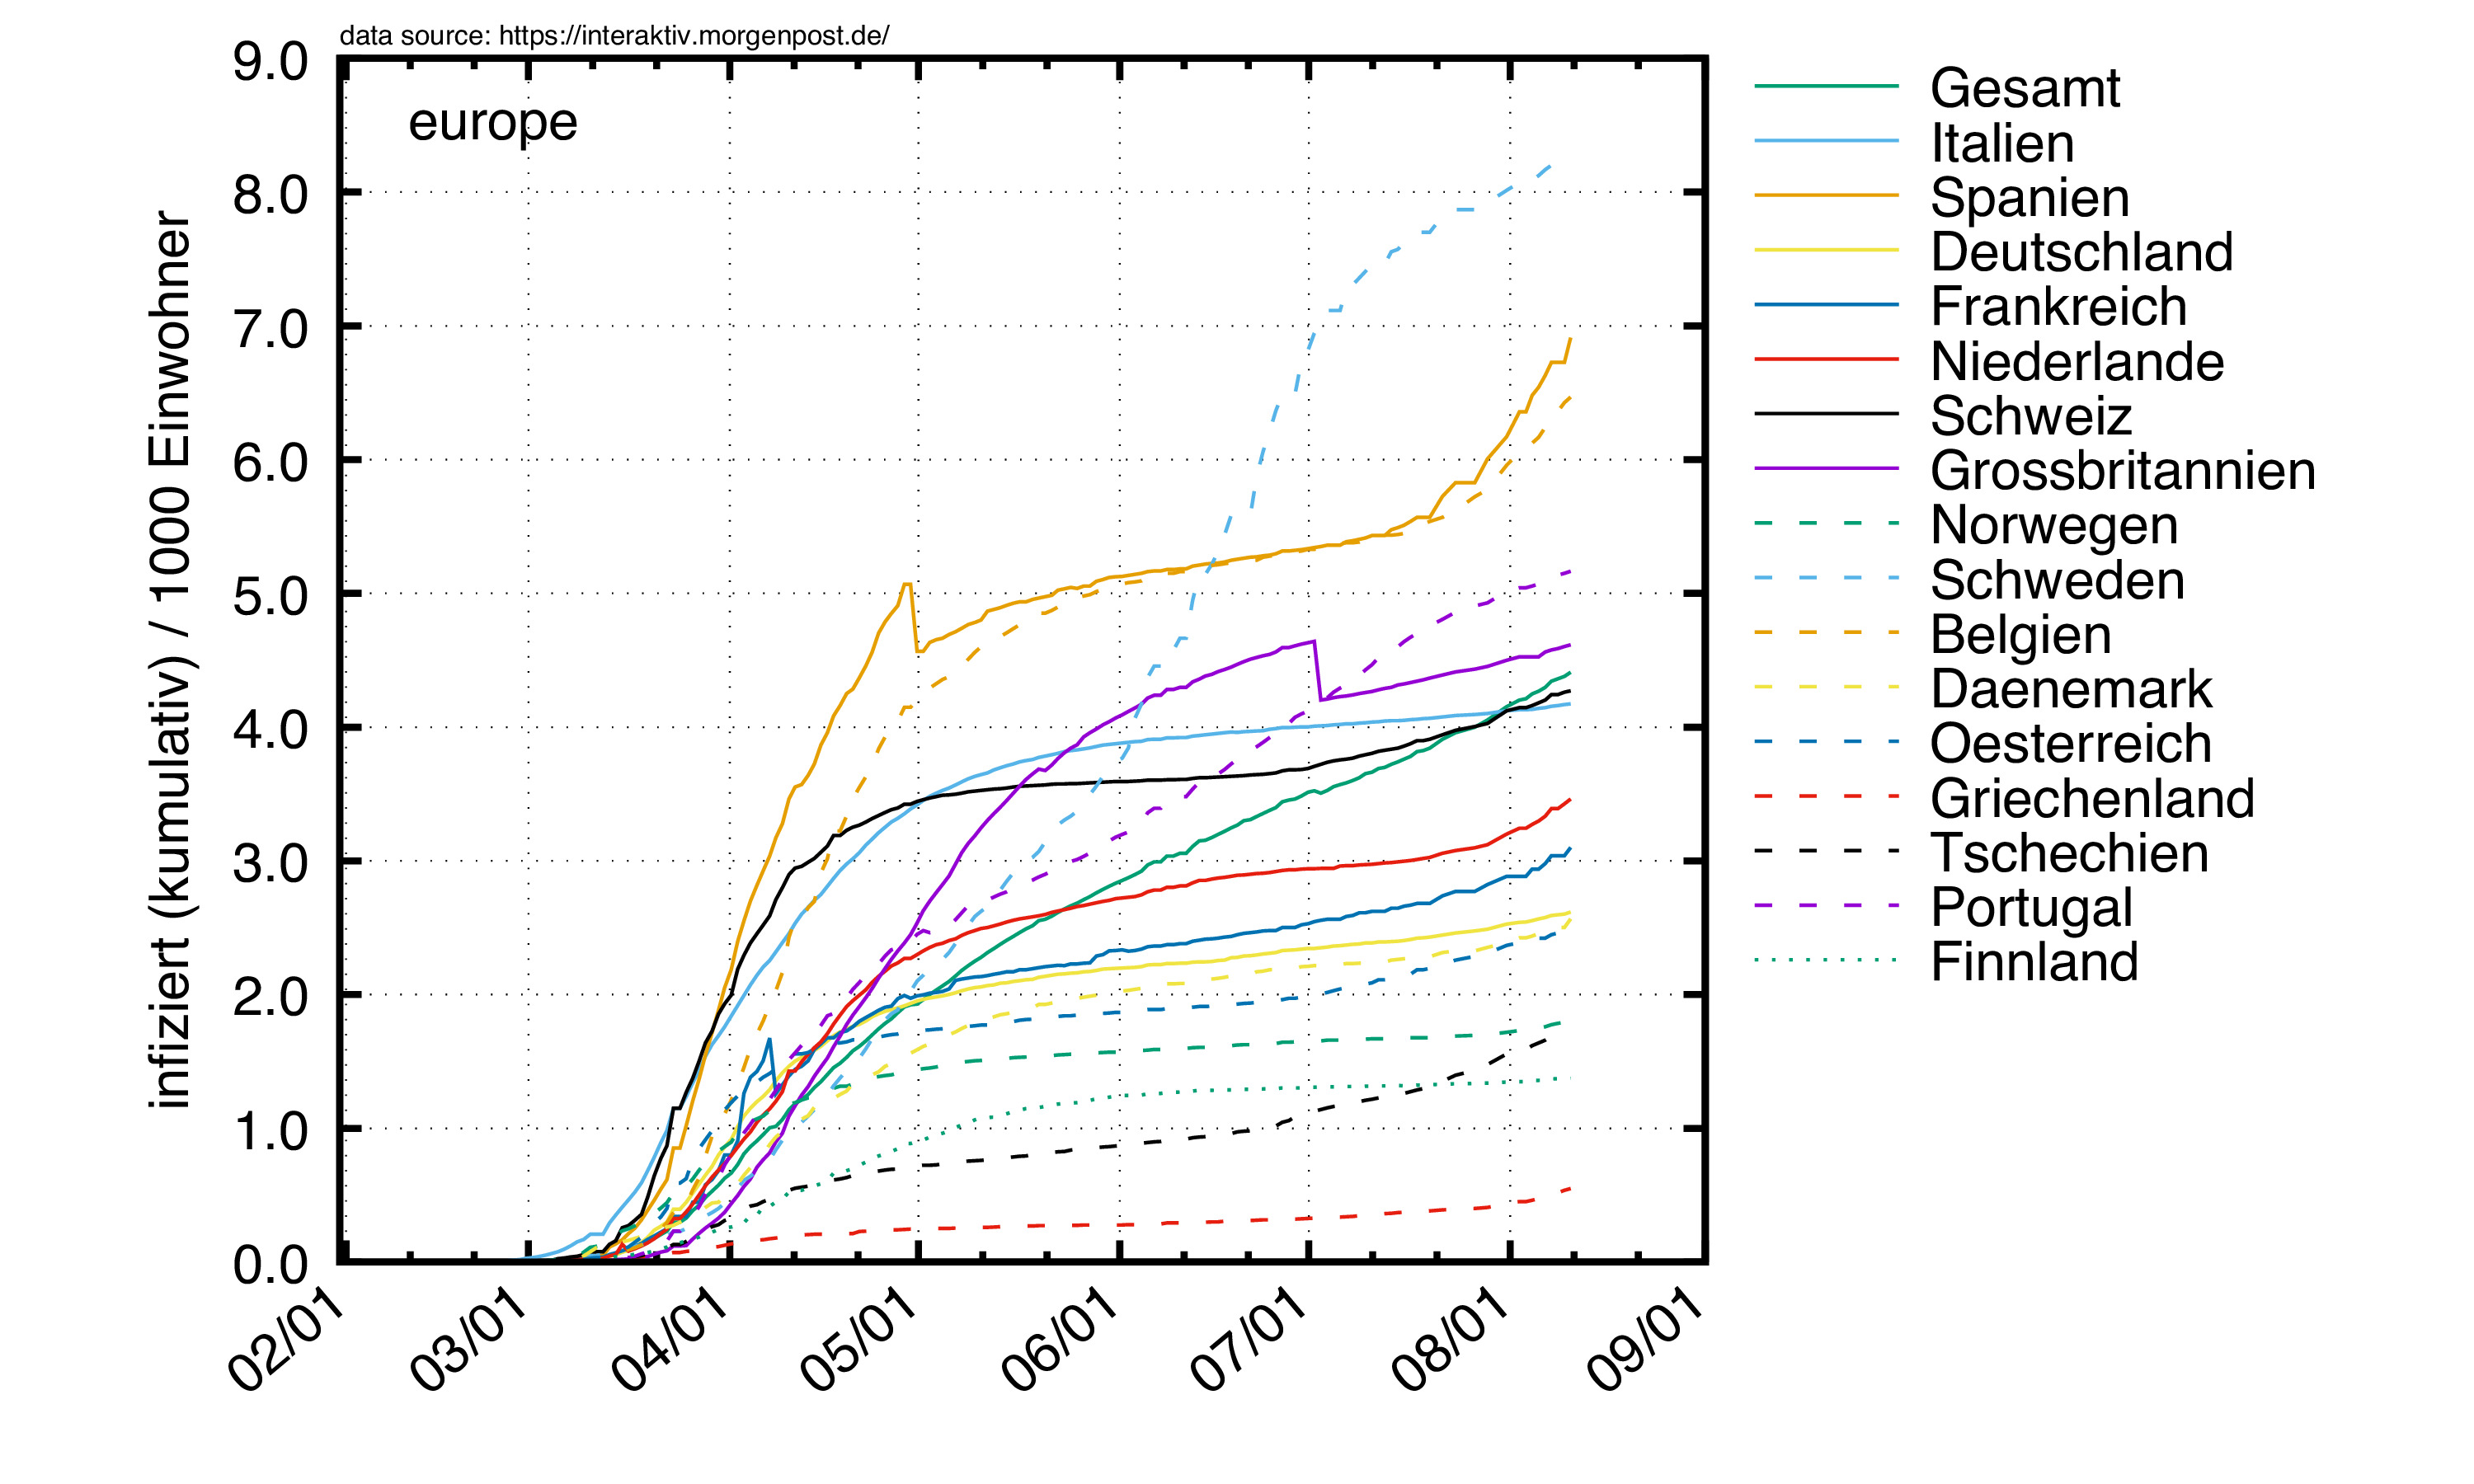 data source: https://interaktiv.morgenpost.de/
europe
infiziert (kumulativ) / 1000 Einwohner
9.0
8.0
7.0
6.0
5.0
4.0
3.0
2.0
1.0
0.0
02/01
03/01
04/01
05/01
06/01
07/01
08/01
09/01
Gesamt
Italien
Spanien
Deutschland
Frankreich
Niederlande
Schweiz
Grossbritannien
Norwegen
Schweden
Belgien
Daenemark
Oesterreich
Griechenland
Tschechien
Portugal
Finnland